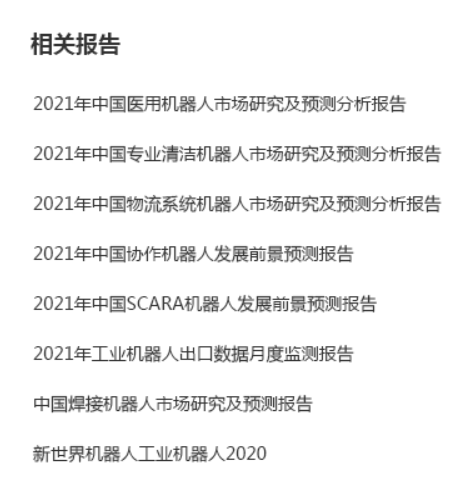 相关报告
2021年中国医用机器人市场研究及预测分析报告
2021年中国专业清洁机器人市场研究及预测分析报告
2021年中国物流系统机器人市场研究及预测分析报告
2021年中国协作机器人发展前景预测报告
2021年中国SCARA机器人发展前景预测报告
2021年工业机器人出口数据月度监测报告
中国焊接机器人市场研究及预测报告
新世界机器人工业机器人2020